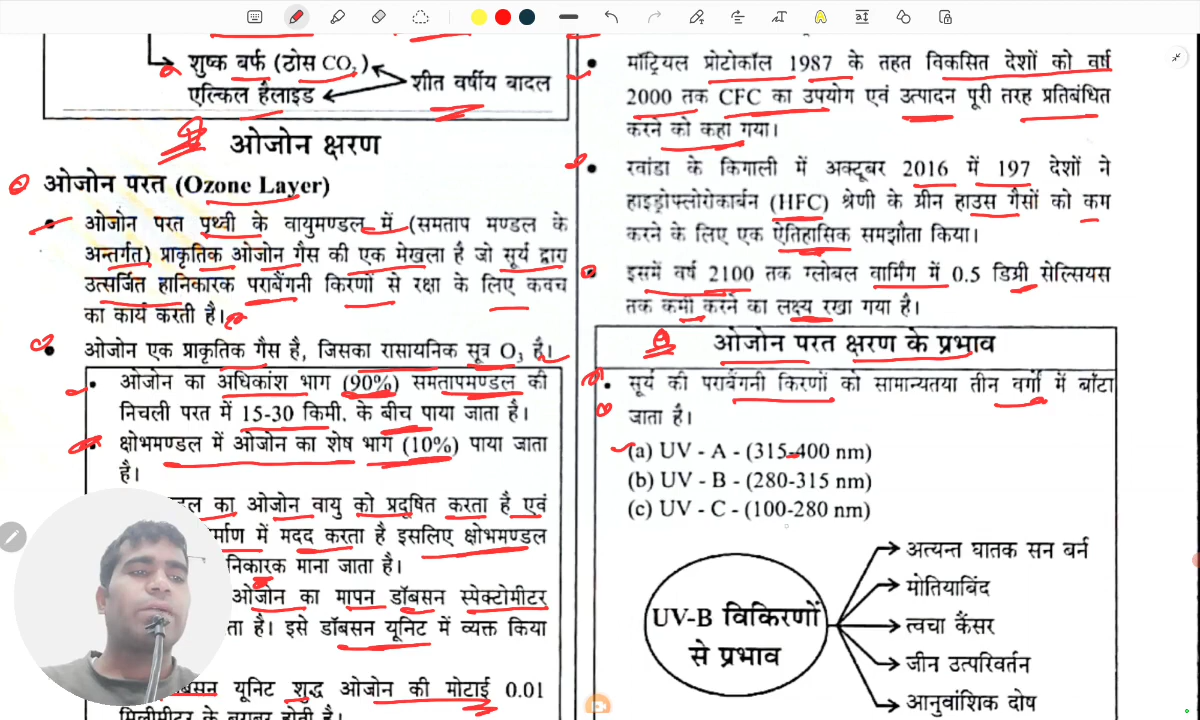 शुष्क बर्फ (ठोस CO₂)
एल्किल हैलाइड
शीत वर्षीय बादल
ओजोन क्षरण
ओजोन परत (Ozone Layer)
• ओजोन परत पृथ्वी के वायुमण्डल में (समताप मण्डल के
अन्तर्गत) प्राकृतिक ओजोन गैस की एक मेखला है जो सूर्य द्वारा
उत्सर्जित हानिकारक पराबैंगनी किरणों से रक्षा के लिए कवच
का कार्य करती है।
• ओजोन एक प्राकृतिक गैस है, जिसका रासायनिक सूत्र O₃ है।
• ओजोन का अधिकांश भाग (90%) समतापमण्डल की
निचली परत में 15-30 किमी. के बीच पाया जाता है।
• क्षोभमण्डल में ओजोन का शेष भाग (10%) पाया जाता
है।
का ओजोन वायु को प्रदूषित करता है एवं
में मदद करता है इसलिए क्षोभमण्डल
माना जाता है।
ओजोन का मापन डॉबसन स्पेक्टोमीटर
है। इसे डॉबसन यूनिट में व्यक्त किया
यूनिट शुद्ध ओजोन की मोटाई 0.01
मिलीमीटर के बराबर होती है।
• मॉट्रियल प्रोटोकॉल 1987 के तहत विकसित देशों को वर्ष
2000 तक CFC का उपयोग एवं उत्पादन पूरी तरह प्रतिबंधित
करने को कहा गया।
• रवांडा के किगाली में अक्टूबर 2016 में 197 देशों ने
हाइड्रोफ्लोरोकार्बन (HFC) श्रेणी के ग्रीन हाउस गैसों को कम
करने के लिए एक ऐतिहासिक समझौता किया।
• इसमें वर्ष 2100 तक ग्लोबल वार्मिंग में 0.5 डिग्री सेल्सियस
तक कमी करने का लक्ष्य रखा गया है।
ओजोन परत क्षरण के प्रभाव
• सूर्य की पराबैंगनी किरणों को सामान्यतया तीन वर्गों में बाँटा
जाता है।
(a) UV - A - (315-400 nm)
(b) UV - B - (280-315 nm)
(c) UV - C - (100-280 nm)
UV-B विकिरणों
से प्रभाव
अत्यन्त घातक सन बर्न
मोतियाबिंद
त्वचा कैंसर
जीन उत्परिवर्तन
आनुवांशिक दोष